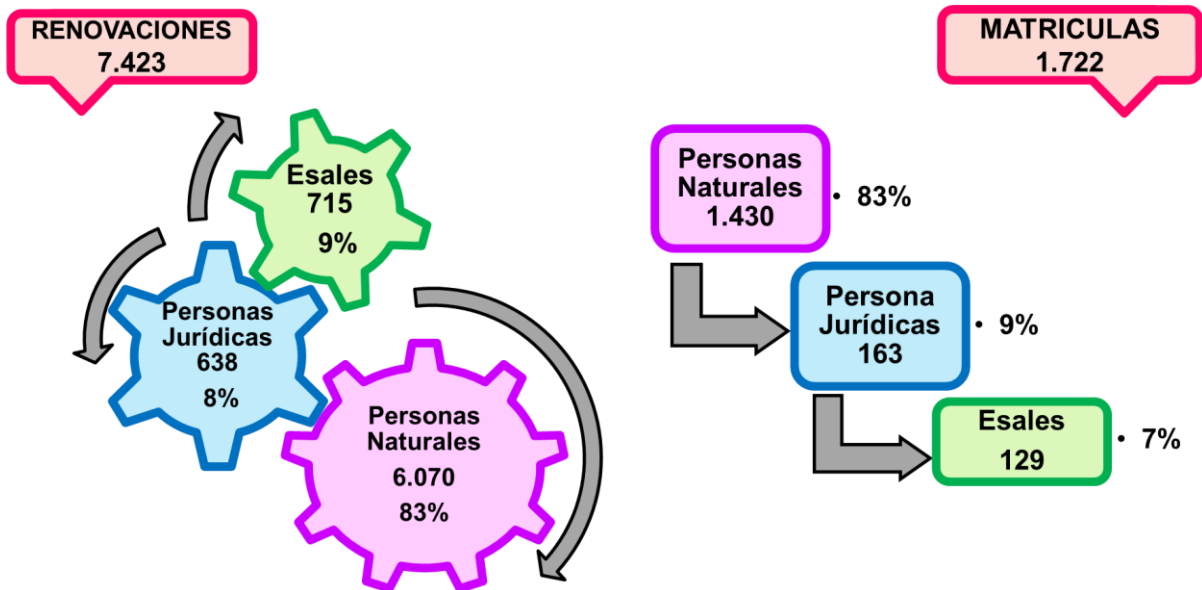 RENOVACIONES
7.423
Esales
715
9%
Personas
Jurídicas
638
8%
Personas
Naturales
6.070
83%
MATRICULAS
1.722
Personas
Naturales
1.430
• 83%
Persona
Jurídicas
163
• 9%
Esales
129
• 7%